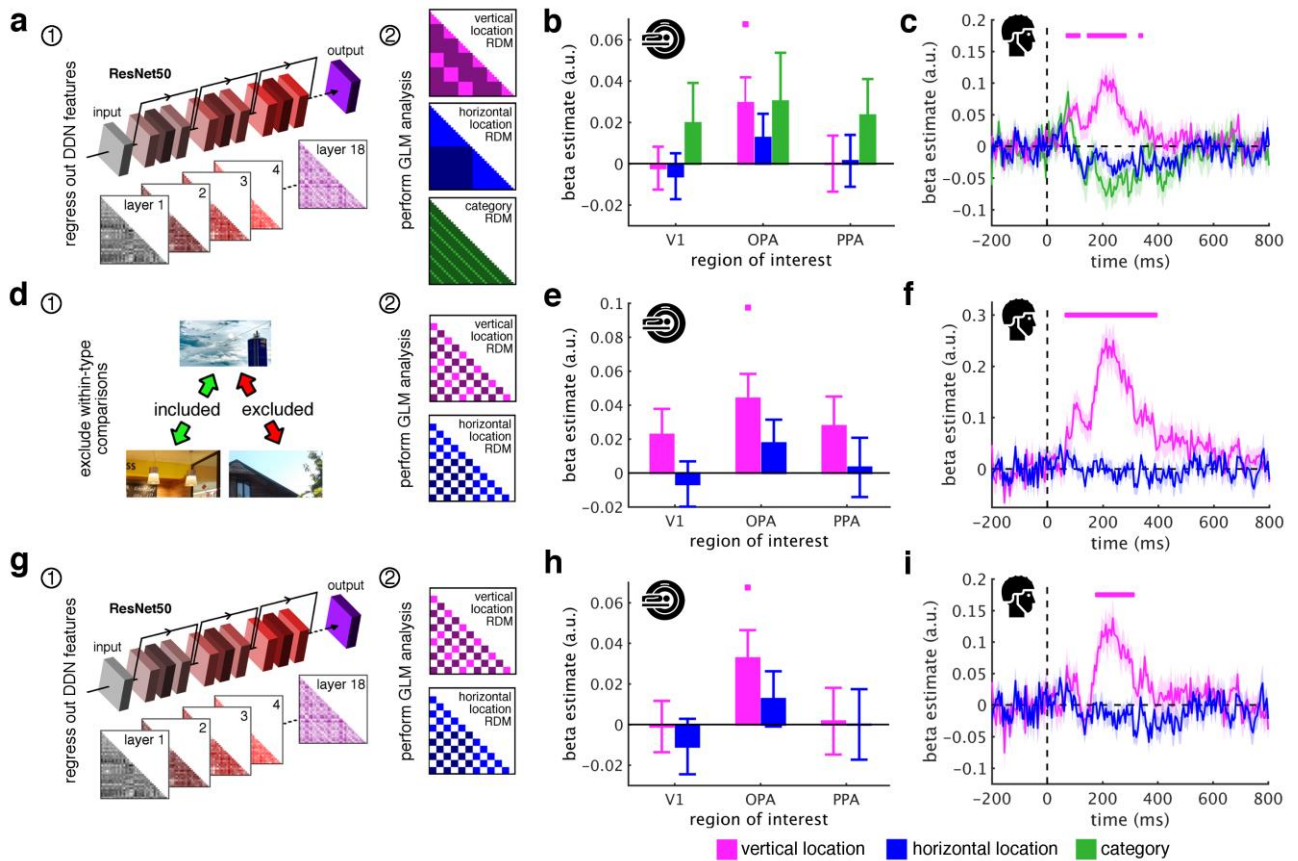 a
①
regress out DDN features
ResNet50
input
output
layer 1
2
3
4
layer 18
②
perform GLM analysis
vertical
location
RDM
horizontal
location
RDM
category
RDM
b
beta estimate (a.u.)
0.06
0.04
0.02
0
-0.02
V1
OPA
PPA
region of interest
c
beta estimate (a.u.)
0.2
0.15
0.1
0.05
0
-0.05
-0.1
-200
0
200
400
600
800
time (ms)
d
①
exclude within-type
comparisons
included
excluded
ss
②
perform GLM analysis
vertical
location
RDM
horizontal
location
RDM
e
beta estimate (a.u.)
0.1
0.08
0.06
0.04
0.02
0
-0.02
V1
OPA
PPA
region of interest
f
beta estimate (a.u.)
0.3
0.2
0.1
0
-200
0
200
400
600
800
time (ms)
g
①
regress out DDN features
ResNet50
input
output
layer 1
2
3
4
layer 18
②
perform GLM analysis
vertical
location
RDM
horizontal
location
RDM
h
beta estimate (a.u.)
0.06
0.04
0.02
0
-0.02
V1
OPA
PPA
region of interest
i
beta estimate (a.u.)
0.2
0.15
0.1
0.05
0
-0.05
-0.1
-200
0
200
400
600
800
time (ms)
vertical location
horizontal location
category